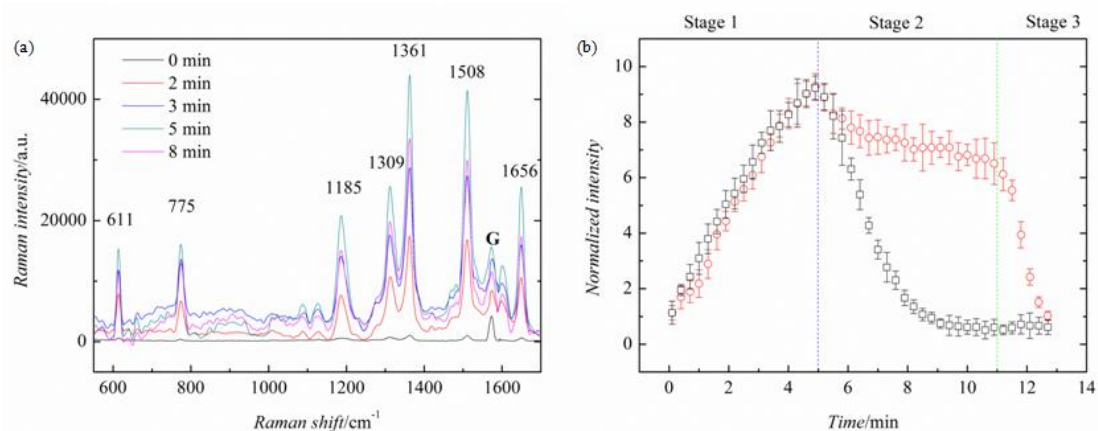 (a)
0 min
2 min
3 min
5 min
8 min
611
775
1185
1309
1361
1508
G
1656
40000
20000
0
Raman intensity/a.u.
600 800 1000 1200 1400 1600
Raman shift/cm-1
(b)
Stage 1 Stage 2 Stage 3
10
8
6
4
2
0
Normalized intensity
0 2 4 6 8 10 12 14
Time/min